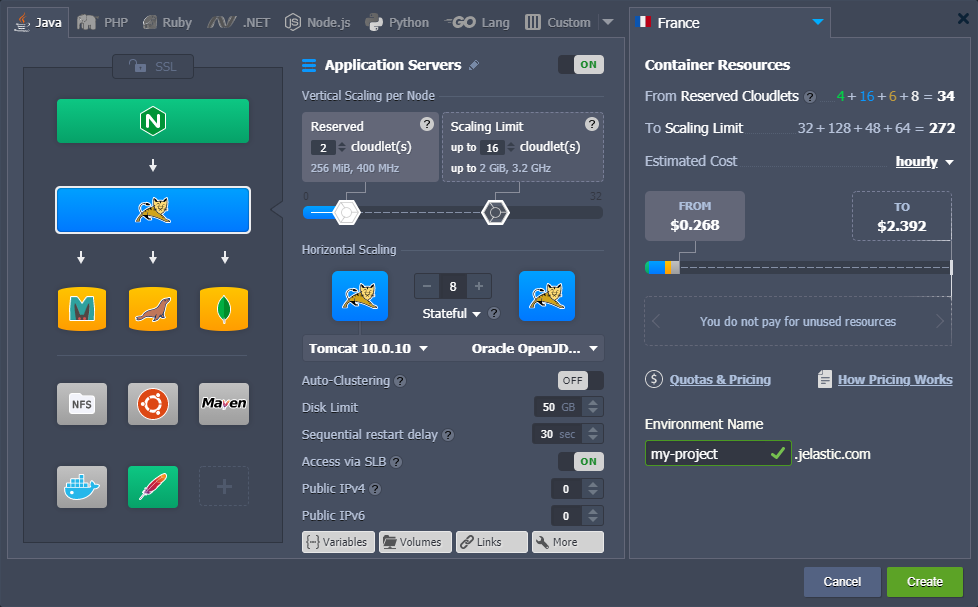 Java PHP Ruby .NET Node.js Python GO Lang Custom
France
SSL
N
NFS
Maven
Application Servers ON
Vertical Scaling per Node
Reserved ?
2 cloudlet(s)
256 MiB, 400 MHz
Scaling Limit ?
up to 16 cloudlet(s)
up to 2 GiB, 3.2 GHz
0 32
Horizontal Scaling
− 8 +
Stateful ?
Tomcat 10.0.10 Oracle OpenJD...
Auto-Clustering ? OFF
Disk Limit 50 GB
Sequential restart delay ? 30 sec
Access via SLB ? ON
Public IPv4 ? 0
Public IPv6 0
Variables Volumes Links More
Container Resources
From Reserved Cloudlets ? 4 + 16 + 6 + 8 = 34
To Scaling Limit 32 + 128 + 48 + 64 = 272
Estimated Cost hourly
FROM
$0.268
TO
$2.392
You do not pay for unused resources
$ Quotas & Pricing How Pricing Works
Environment Name
my-project .jelastic.com
Cancel Create